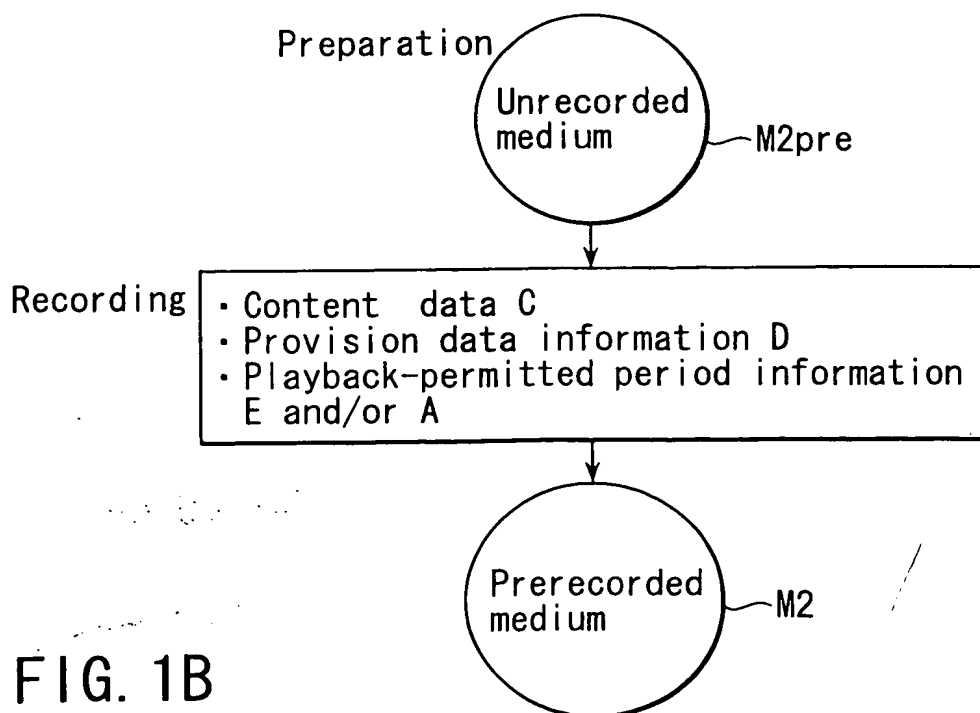 Preparation
Unrecorded
medium
M2pre
Recording
· Content data C
· Provision data information D
· Playback-permitted period information
E and/or A
Prerecorded
medium
M2
FIG. 1B